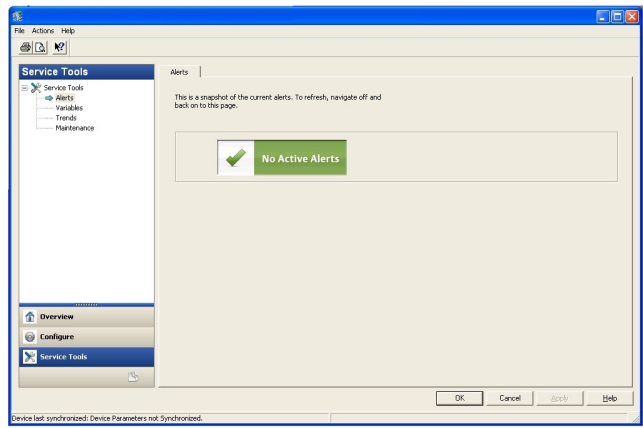 File Actions Help
Service Tools
Service Tools
Alerts
Variables
Trends
Maintenance
Overview
Configure
Service Tools
Alerts
This is a snapshot of the current alerts. To refresh, navigate off and
back on to this page.
No Active Alerts
OK Cancel Apply Help
Device last synchronized: Device Parameters not Synchronized.